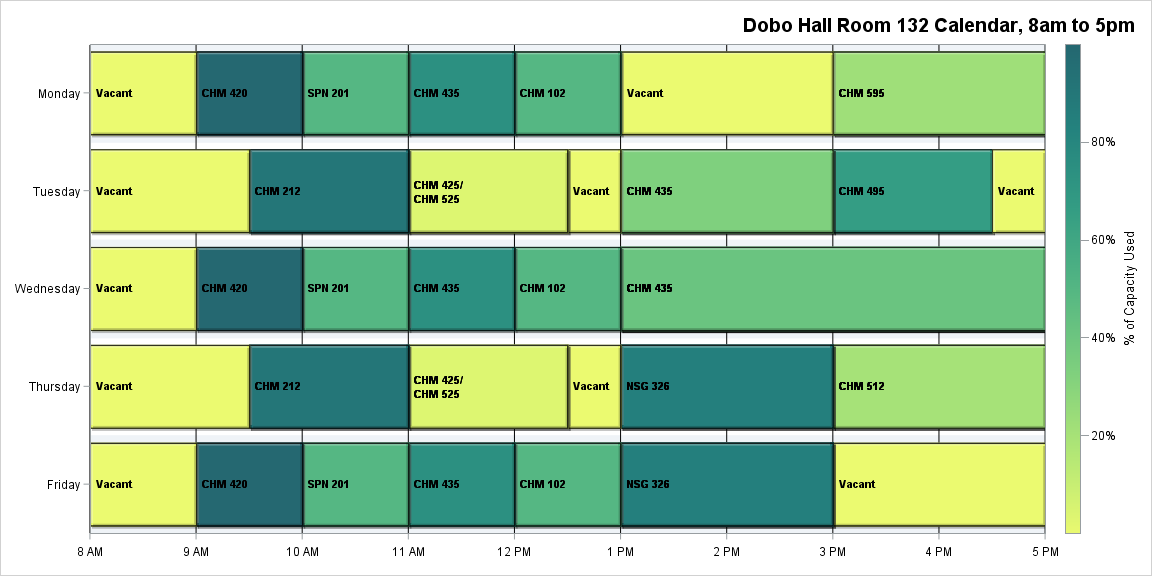 Dobo Hall Room 132 Calendar, 8am to 5pm
Monday
Vacant
CHM 420
SPN 201
CHM 435
CHM 102
Vacant
CHM 595
Tuesday
Vacant
CHM 212
CHM 425/
CHM 525
Vacant
CHM 435
CHM 495
Vacant
Wednesday
Vacant
CHM 420
SPN 201
CHM 435
CHM 102
CHM 435
Thursday
Vacant
CHM 212
CHM 425/
CHM 525
Vacant
NSG 326
CHM 512
Friday
Vacant
CHM 420
SPN 201
CHM 435
CHM 102
NSG 326
Vacant
8 AM
9 AM
10 AM
11 AM
12 PM
1 PM
2 PM
3 PM
4 PM
5 PM
80%
60%
40%
20%
% of Capacity Used